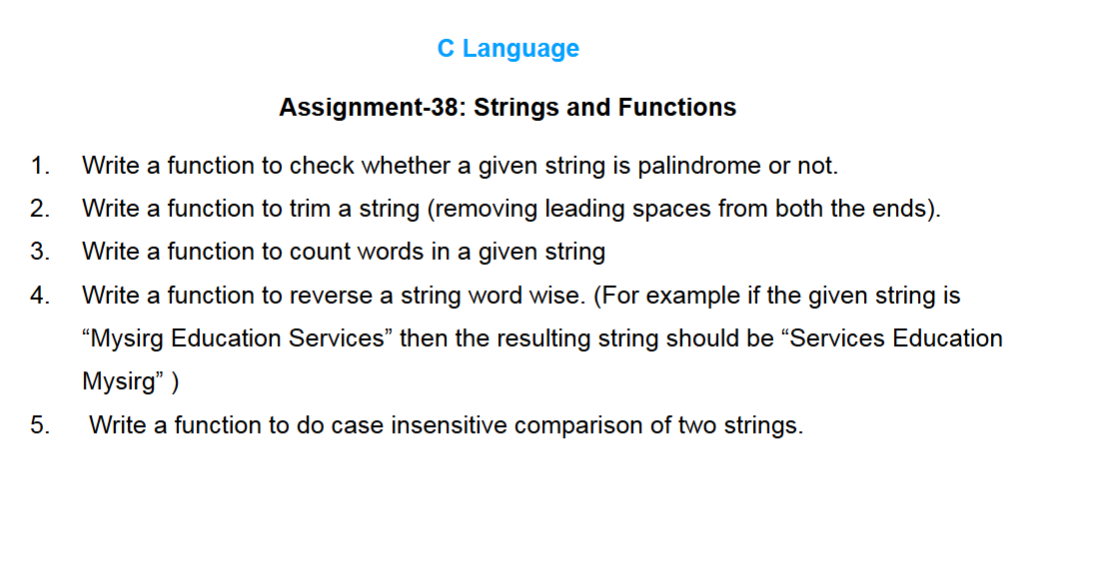 C Language
Assignment-38: Strings and Functions
1. Write a function to check whether a given string is palindrome or not.
2. Write a function to trim a string (removing leading spaces from both the ends).
3. Write a function to count words in a given string
4. Write a function to reverse a string word wise. (For example if the given string is
“Mysirg Education Services” then the resulting string should be “Services Education
Mysirg” )
5. Write a function to do case insensitive comparison of two strings.